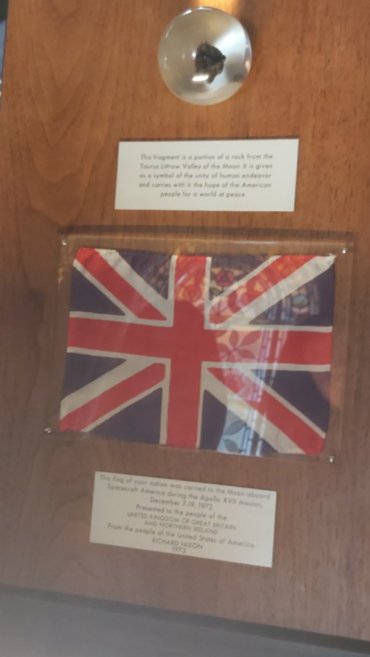 This fragment is a portion of a rock from the
Taurus Littrow Valley of the Moon. It is given
as a symbol of the unity of human endeavor
and carries with it the hope of the American
people for a world at peace
This flag of your nation was carried to the Moon aboard
Spacecraft America during the Apollo XVII mission,
December 7-19, 1972.
Presented to the people of the
UNITED KINGDOM OF GREAT BRITAIN
AND NORTHERN IRELAND
From the people of the United States of America.
RICHARD NIXON
1973